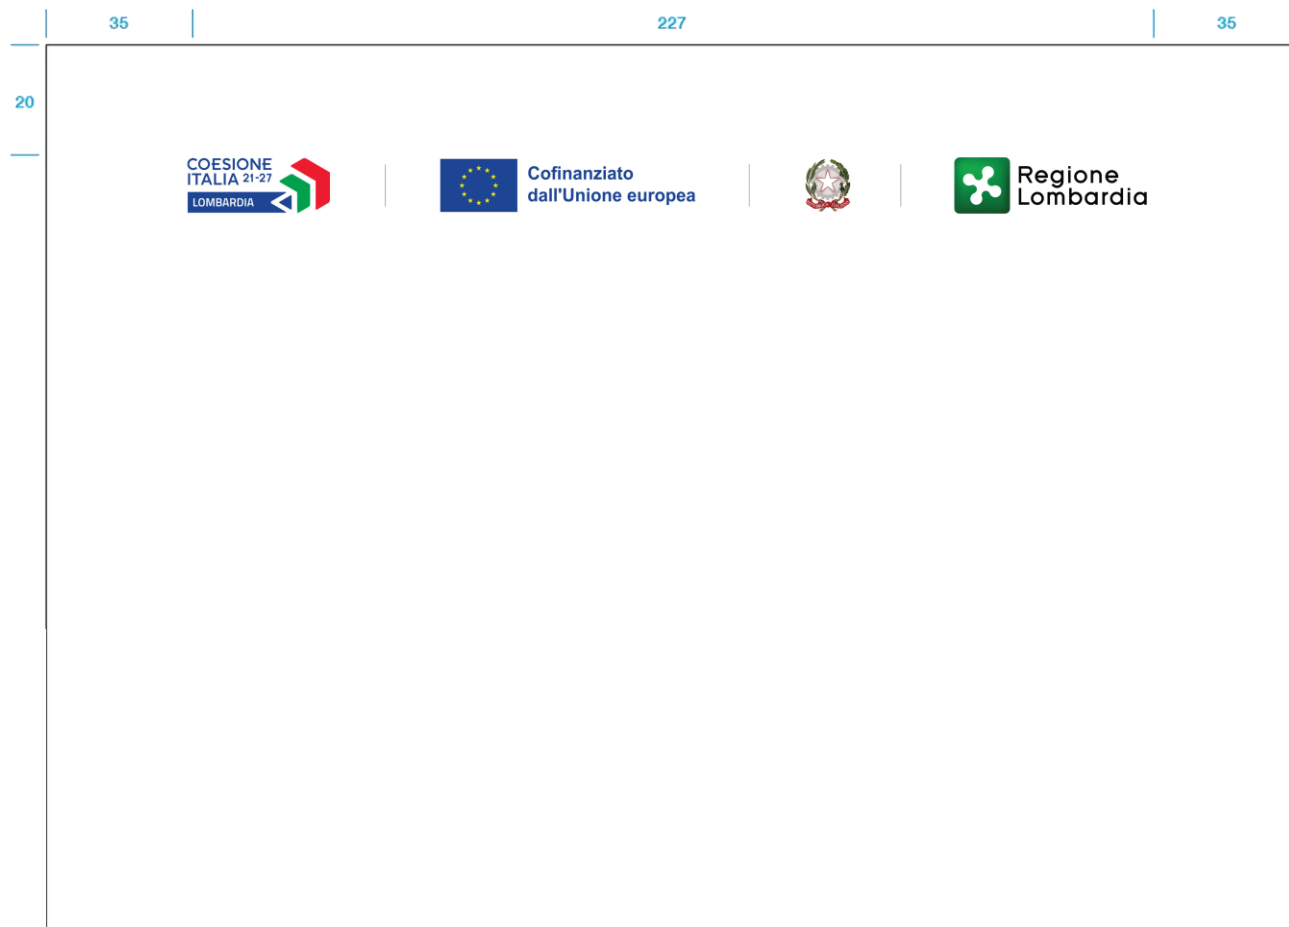 35 227 35
20
COESIONE
ITALIA 21-27
LOMBARDIA
Cofinanziato
dall'Unione europea
Regione
Lombardia